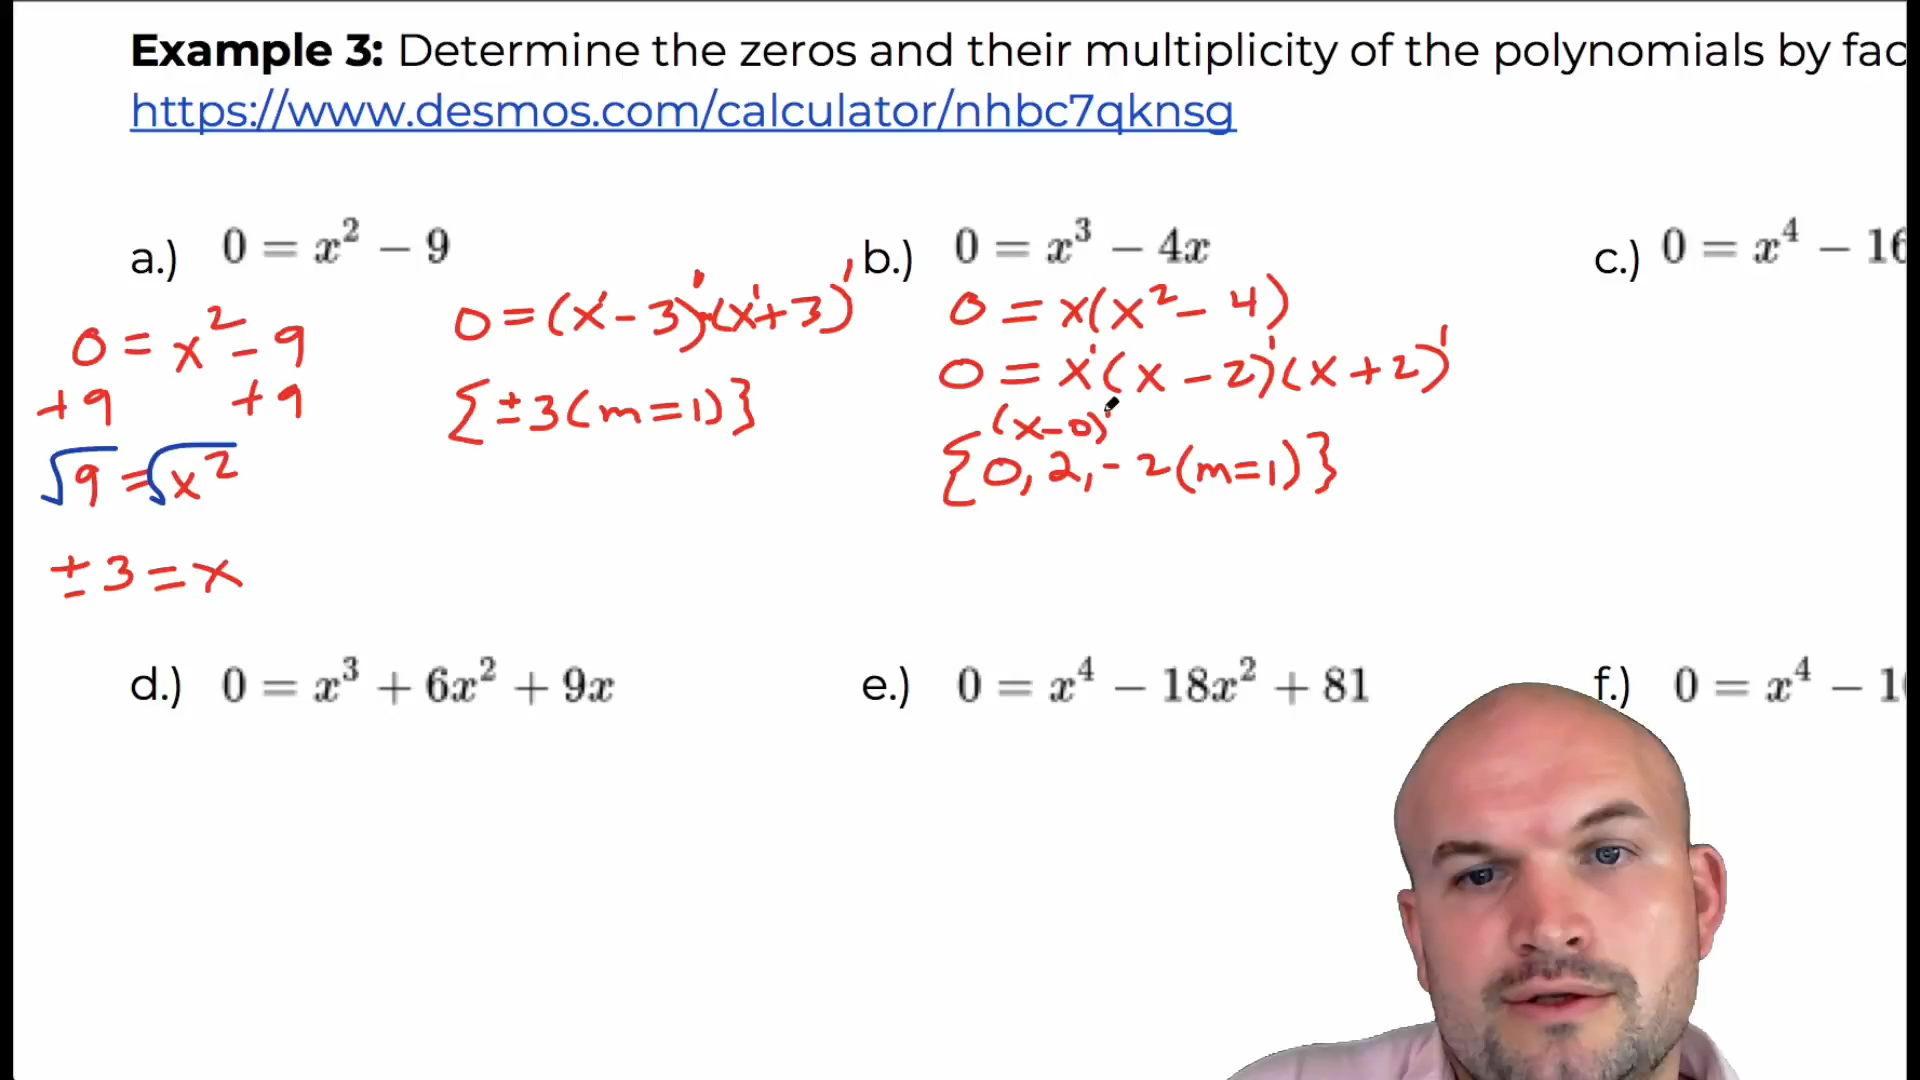 Example 3: Determine the zeros and their multiplicity of the polynomials by fac
https://www.desmos.com/calculator/nhbc7qknsg
a.) 0 = x² − 9
0 = x² − 9
+9 +9
√9 = √x²
±3 = x
0 = (x¹ − 3)¹·(x¹ + 3)¹
{±3(m=1)}
b.) 0 = x³ − 4x
0 = x(x² − 4)
0 = x¹(x − 2)¹(x + 2)¹
(x−0)¹
{0, 2, −2(m=1)}
c.) 0 = x⁴ − 16
d.) 0 = x³ + 6x² + 9x
e.) 0 = x⁴ − 18x² + 81
f.) 0 = x⁴ − 1